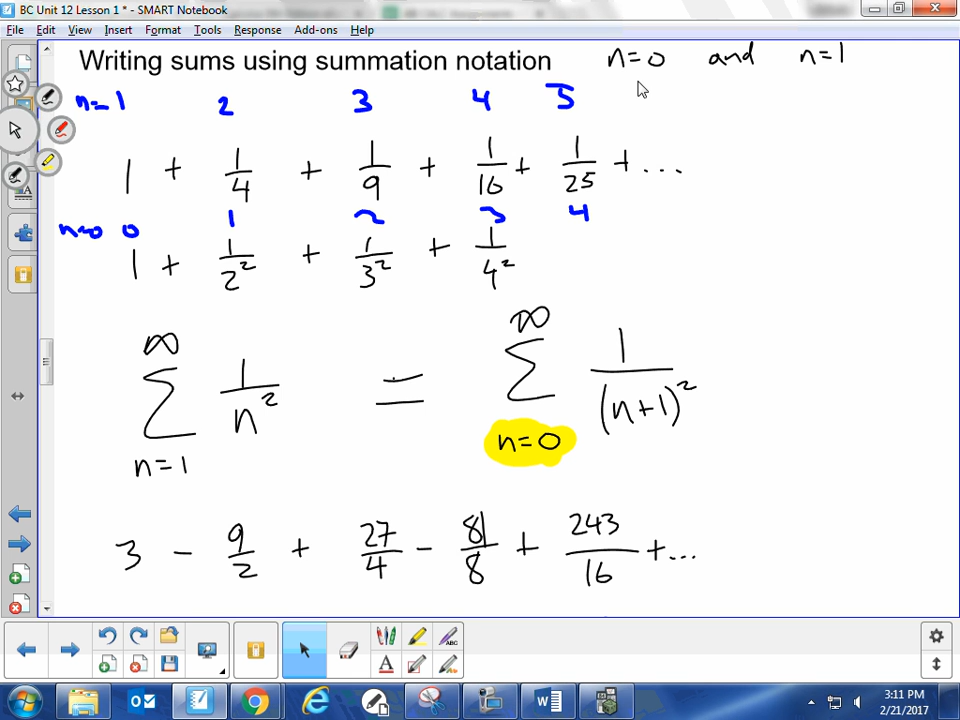 BC Unit 12 Lesson 1 * - SMART Notebook
File Edit View Insert Format Tools Response Add-ons Help
Writing sums using summation notation n=0 and n=1
n=1 2 3 4 5
1 + 1/4 + 1/9 + 1/16 + 1/25 + ...
n=0 0 1 2 3 4
1 + 1/2² + 1/3² + 1/4²
∞ ∑ n=1 1/n² = ∞ ∑ n=0 1/(n+1)²
3 - 9/2 + 27/4 - 81/8 + 243/16 + ...
ABC
A
3:11 PM
2/21/2017